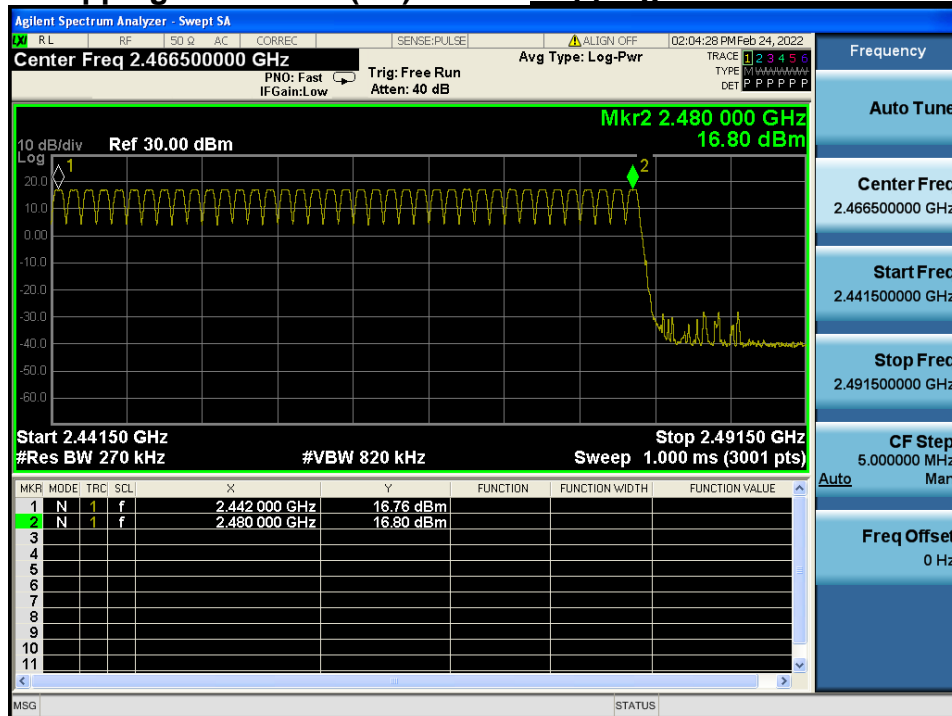 Agilent Spectrum Analyzer - Swept SA
LXI RL RF 50 Ω AC CORREC SENSE:PULSE ALIGN OFF 02:04:28 PM Feb 24, 2022
Center Freq 2.466500000 GHz
PNO: Fast
IFGain:Low
Trig: Free Run
Atten: 40 dB
Avg Type: Log-Pwr
TRACE 1 2 3 4 5 6
TYPE M W W W W W
DET P P P P P P
Mkr2 2.480 000 GHz
16.80 dBm
10 dB/div Ref 30.00 dBm
Log
1
2
20.0
10.0
0.00
-10.0
-20.0
-30.0
-40.0
-50.0
-60.0
Start 2.44150 GHz Stop 2.49150 GHz
#Res BW 270 kHz #VBW 820 kHz Sweep 1.000 ms (3001 pts)
MKR MODE TRC SCL X Y FUNCTION FUNCTION WIDTH FUNCTION VALUE
1 N 1 f 2.442 000 GHz 16.76 dBm
2 N 1 f 2.480 000 GHz 16.80 dBm
3
4
5
6
7
8
9
10
11
MSG STATUS
Frequency
Auto Tune
Center Freq
2.466500000 GHz
Start Freq
2.441500000 GHz
Stop Freq
2.491500000 GHz
CF Step
5.000000 MHz
Auto Man
Freq Offset
0 Hz